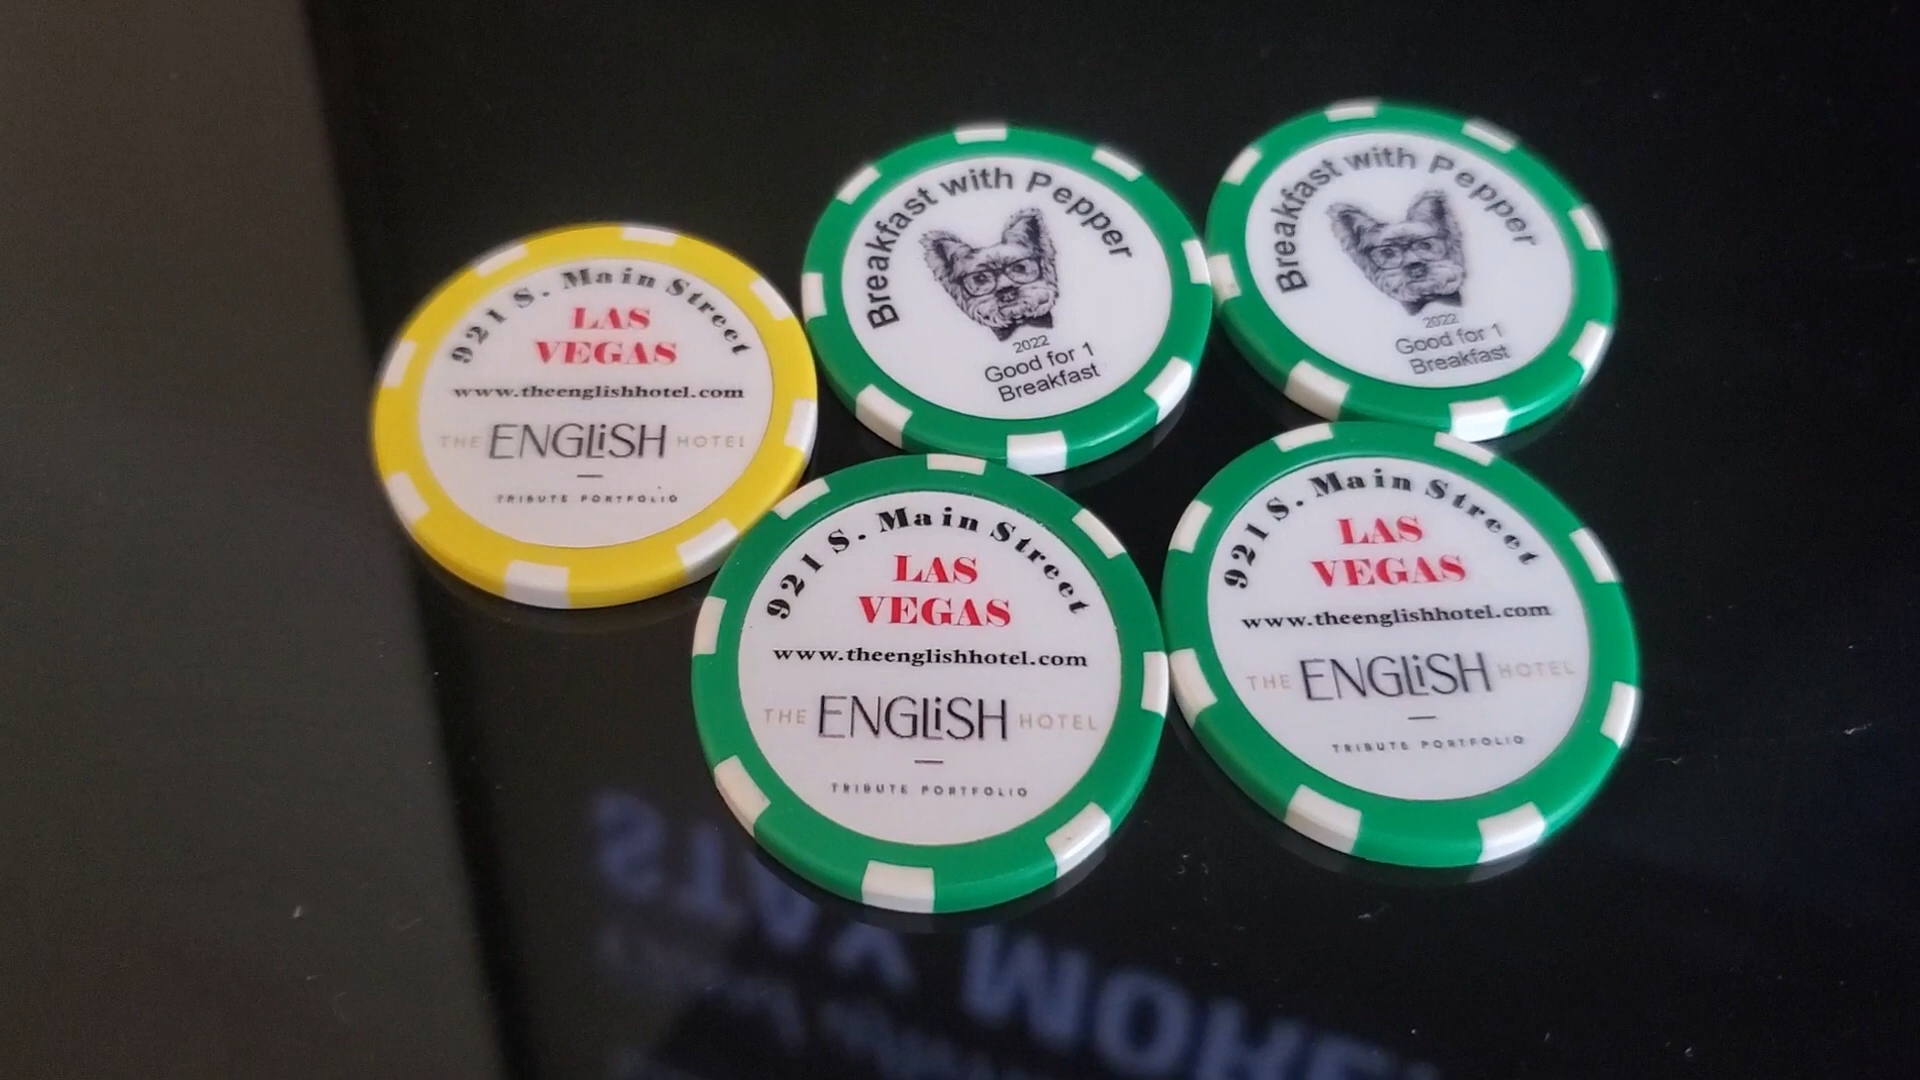 921 S. Main Street
LAS
VEGAS
www.theenglishhotel.com
THE ENGLiSH HOTEL
TRIBUTE PORTFOLIO
Breakfast with Pepper
2022
Good for 1
Breakfast
Breakfast with Pepper
2022
Good for 1
Breakfast
921 S. Main Street
LAS
VEGAS
www.theenglishhotel.com
THE ENGLiSH HOTEL
TRIBUTE PORTFOLIO
921 S. Main Street
LAS
VEGAS
www.theenglishhotel.com
THE ENGLiSH HOTEL
TRIBUTE PORTFOLIO